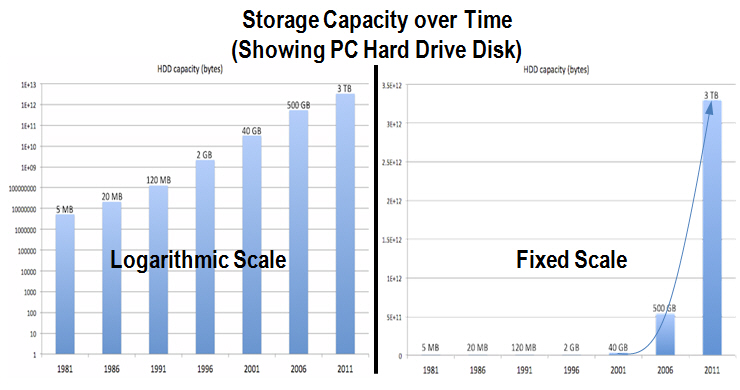 Storage Capacity over Time
(Showing PC Hard Drive Disk)
HDD capacity (bytes)
1E+13
1E+12
1E+11
1E+10
1E+09
100000000
10000000
1000000
100000
10000
1000
100
10
1
5 MB
20 MB
120 MB
2 GB
40 GB
500 GB
3 TB
Logarithmic Scale
1981 1986 1991 1996 2001 2006 2011
HDD capacity (bytes)
3.5E+12
3E+12
2.5E+12
2E+12
1.5E+12
1E+12
5E+11
0
5 MB
20 MB
120 MB
2 GB
40 GB
500 GB
3 TB
Fixed Scale
1981 1986 1991 1996 2001 2006 2011